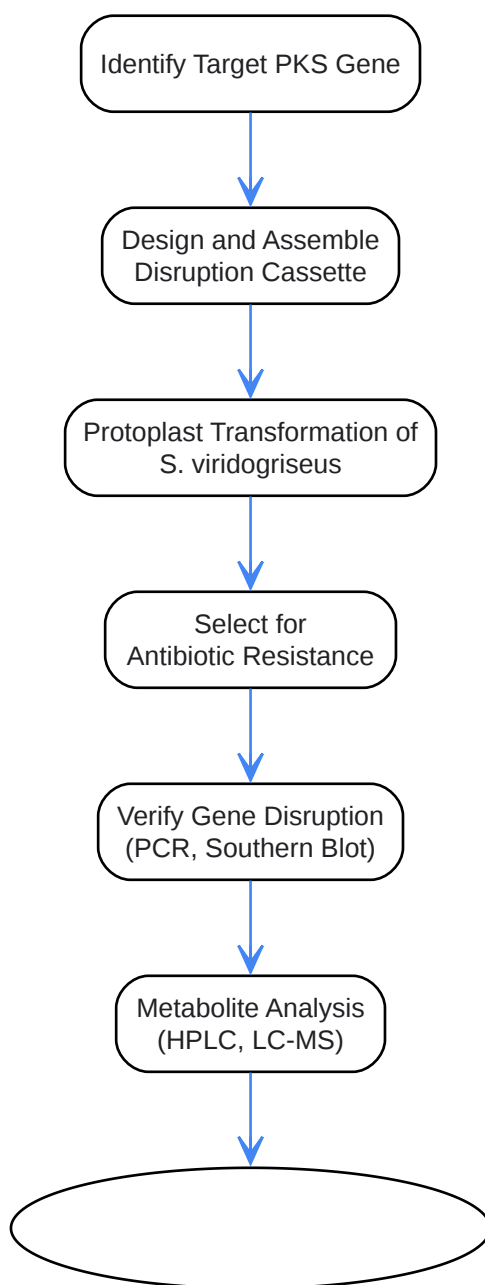 Identify Target PKS Gene
Design and Assemble
Disruption Cassette
Protoplast Transformation of
S. viridogriseus
Select for
Antibiotic Resistance
Verify Gene Disruption
(PCR, Southern Blot)
Metabolite Analysis
(HPLC, LC-MS)